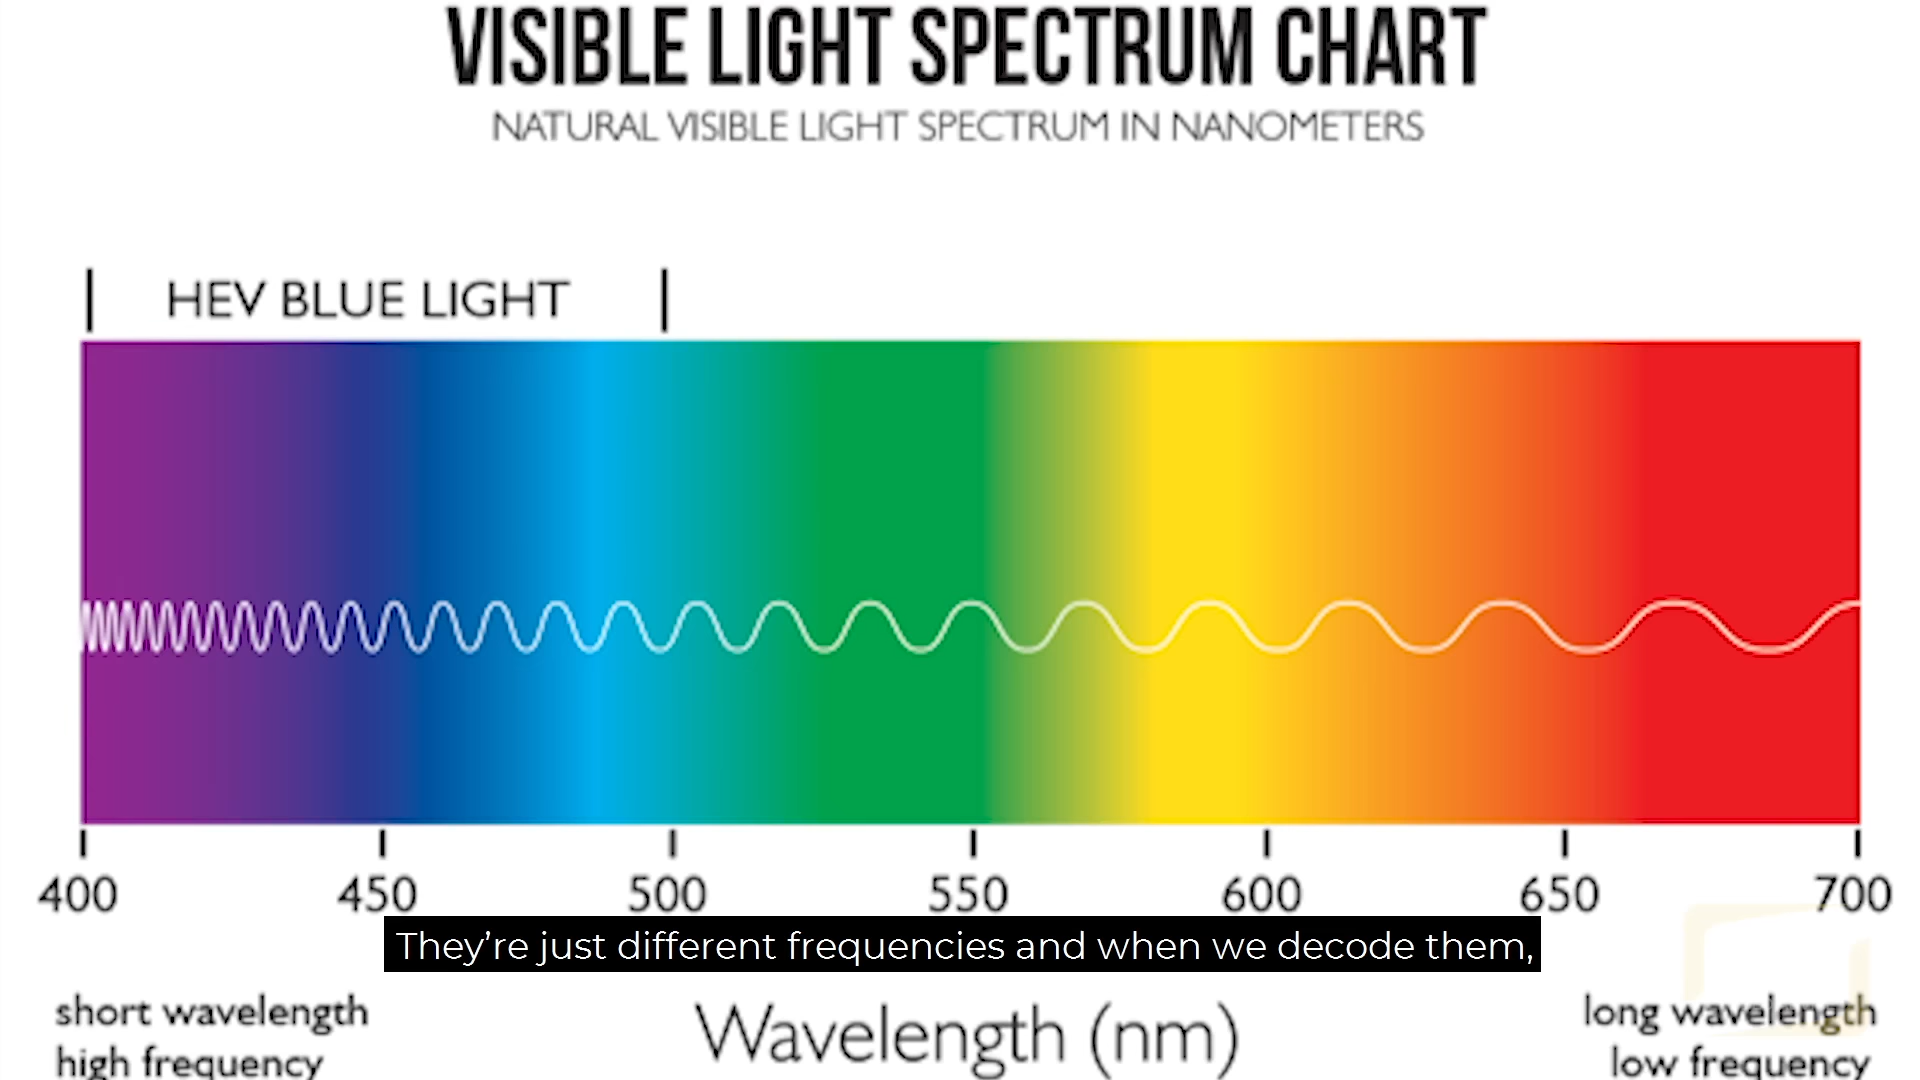 VISIBLE LIGHT SPECTRUM CHART
NATURAL VISIBLE LIGHT SPECTRUM IN NANOMETERS
HEV BLUE LIGHT
400 450 500 550 600 650 700
They’re just different frequencies and when we decode them,
short wavelength
high frequency
Wavelength (nm)
long wavelength
low frequency